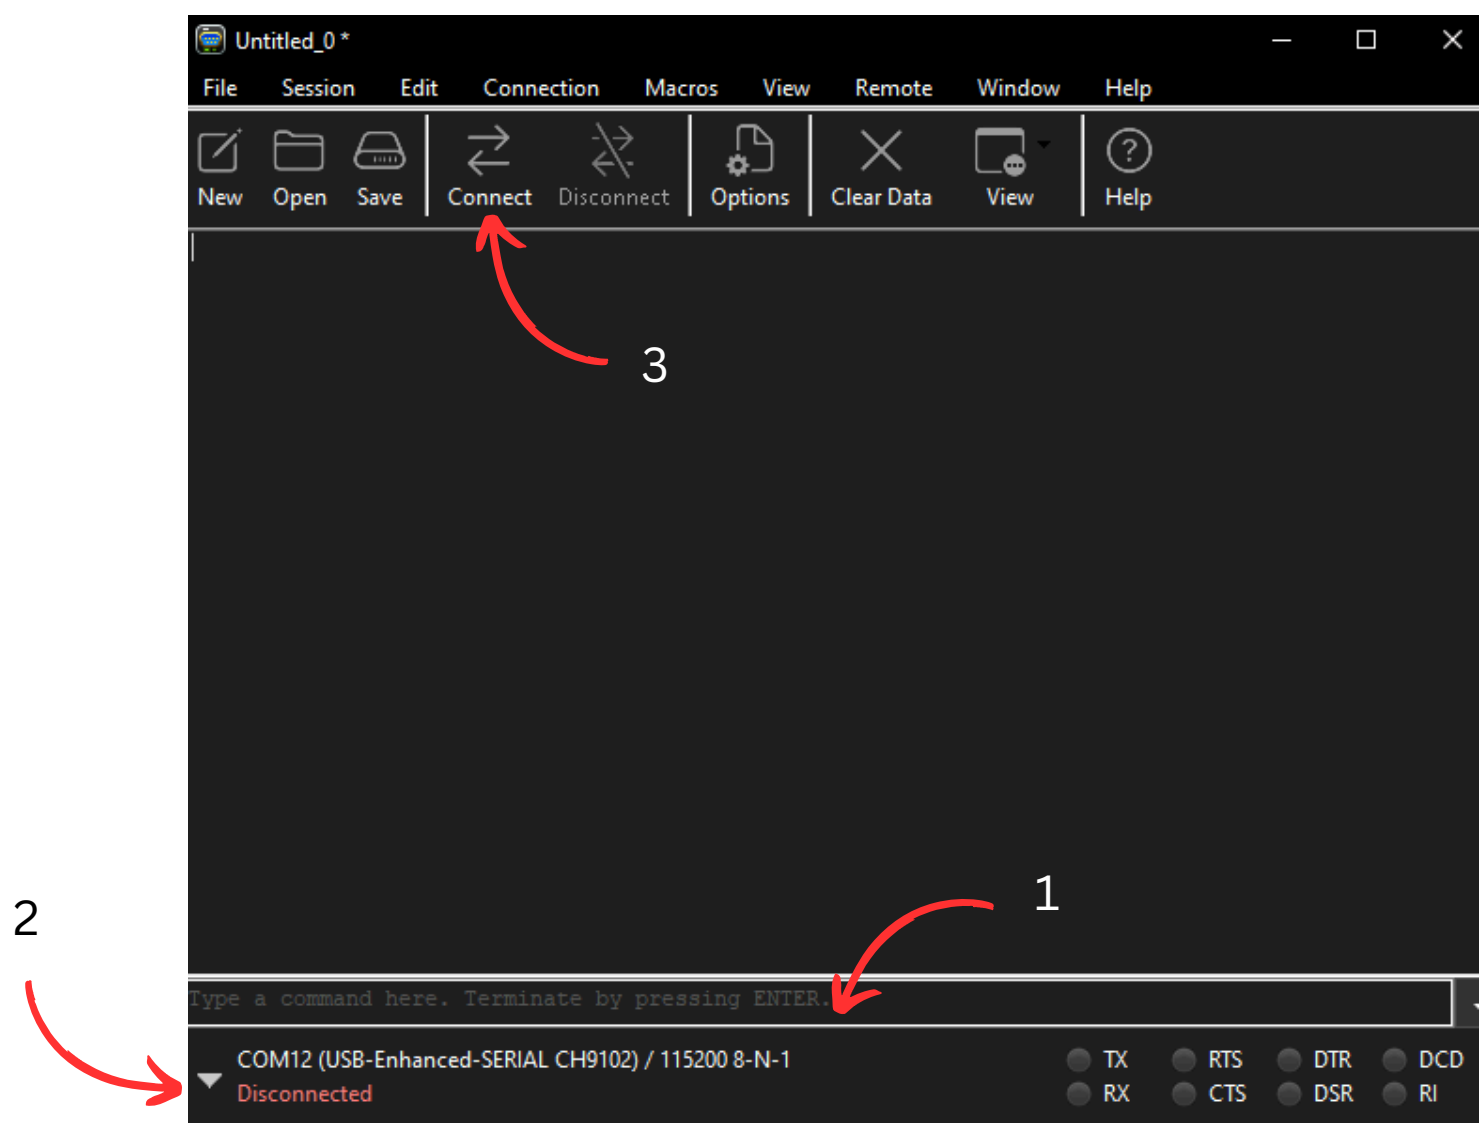 Untitled_0 *
File Session Edit Connection Macros View Remote Window Help
New Open Save Connect Disconnect Options Clear Data View Help
3
1
2
Type a command here. Terminate by pressing ENTER.
COM12 (USB-Enhanced-SERIAL CH9102) / 115200 8-N-1 TX RTS DTR DCD
Disconnected RX CTS DSR RI